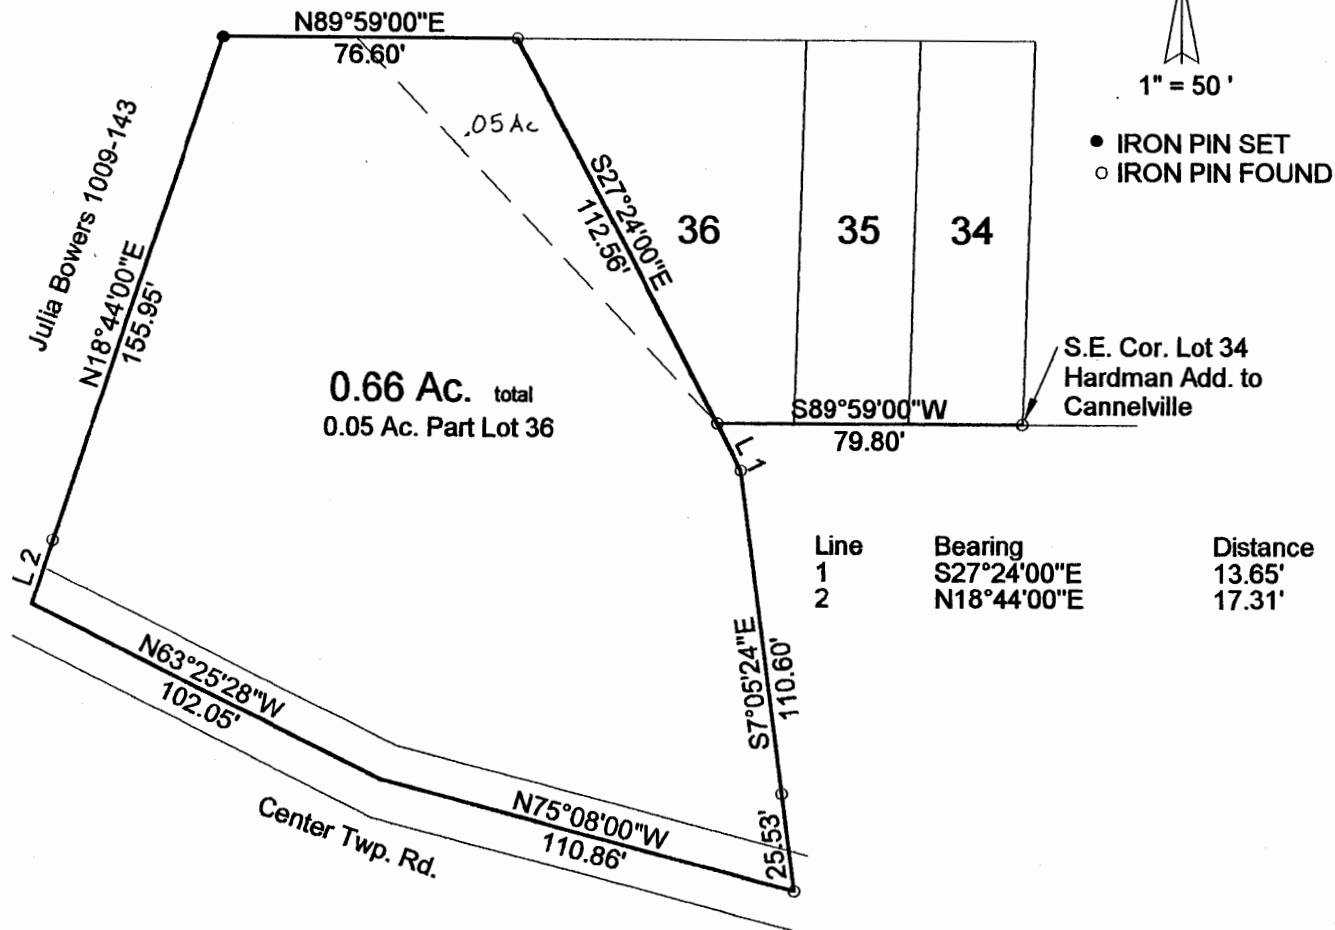 N89°59'00"E
76.60'
1" = 50 '
● IRON PIN SET
○ IRON PIN FOUND
.05 Ac
Julia Bowers 1009-143
N18°44'00"E
155.95'
S27°24'00"E
112.56'
36
35
34
S.E. Cor. Lot 34
Hardman Add. to
Cannelville
0.66 Ac. total
0.05 Ac. Part Lot 36
S89°59'00"W
79.80'
L 1
L 2
Line Bearing Distance
1 S27°24'00"E 13.65'
2 N18°44'00"E 17.31'
S7°05'24"E
110.60'
N63°25'28"W
102.05'
N75°08'00"W
110.86'
25.53'
Center Twp. Rd.